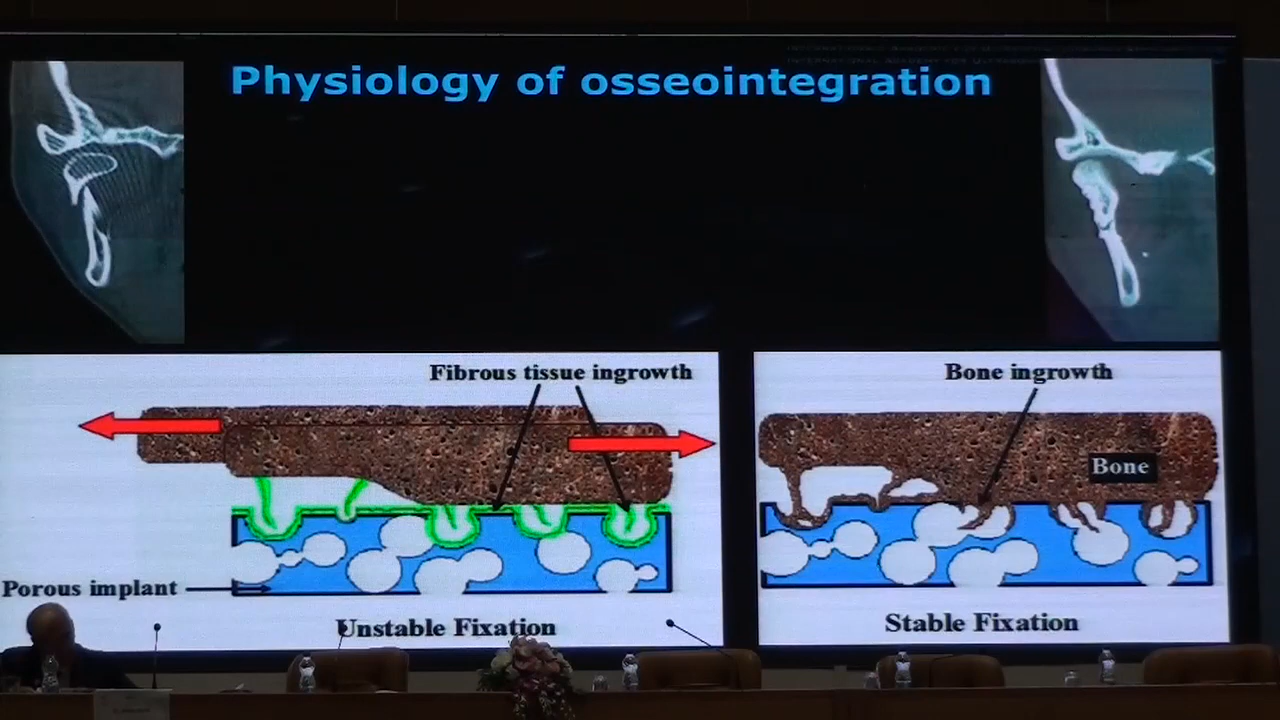 Physiology of osseointegration
Fibrous tissue ingrowth
Porous implant
Unstable Fixation
Bone ingrowth
Bone
Stable Fixation